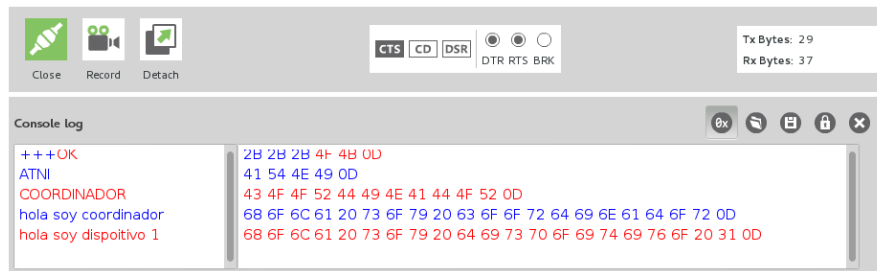 CTS CD DSR
DTR RTS BRK
Tx Bytes: 29
Rx Bytes: 37
Close Record Detach
Console log
0x
+++OK
2B 2B 2B 4F 4B 0D
ATNI
41 54 4E 49 0D
COORDINADOR
43 4F 4F 52 44 49 4E 41 44 4F 52 0D
hola soy coordinador
68 6F 6C 61 20 73 6F 79 20 63 6F 6F 72 64 69 6E 61 64 6F 72 0D
hola soy dispoitivo 1
68 6F 6C 61 20 73 6F 79 20 64 69 73 70 6F 69 74 69 76 6F 20 31 0D